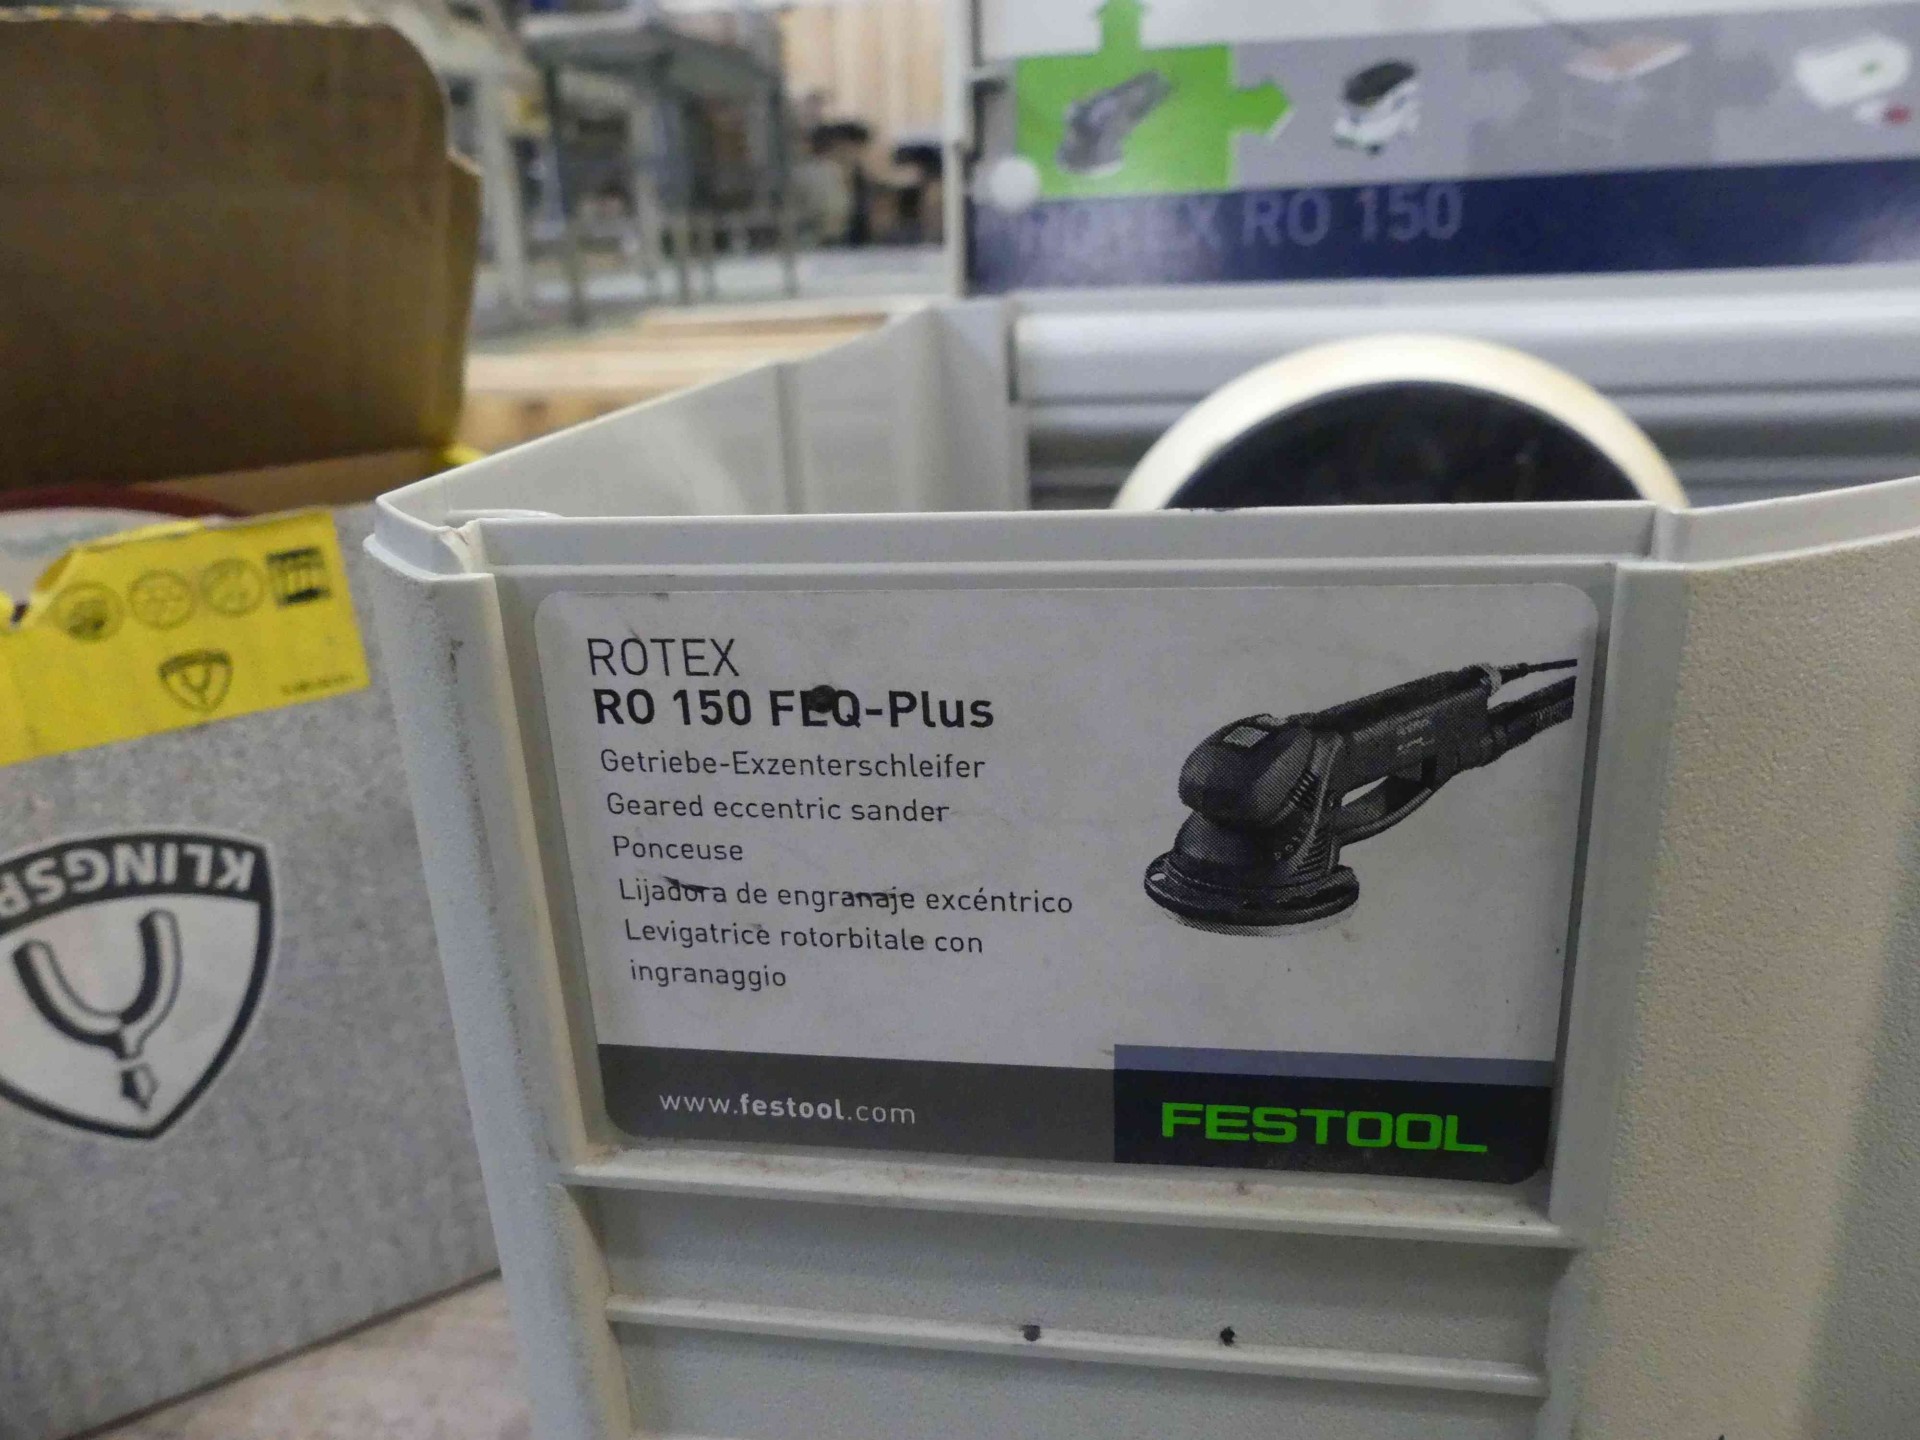 ROTEX RO 150
ROTEX
RO 150 FEQ-Plus
Getriebe-Exzenterschleifer
Geared eccentric sander
Ponceuse
Lijadora de engranaje excéntrico
Levigatrice rotorbitale con
ingranaggio
www.festool.com
FESTOOL
KLINGSP